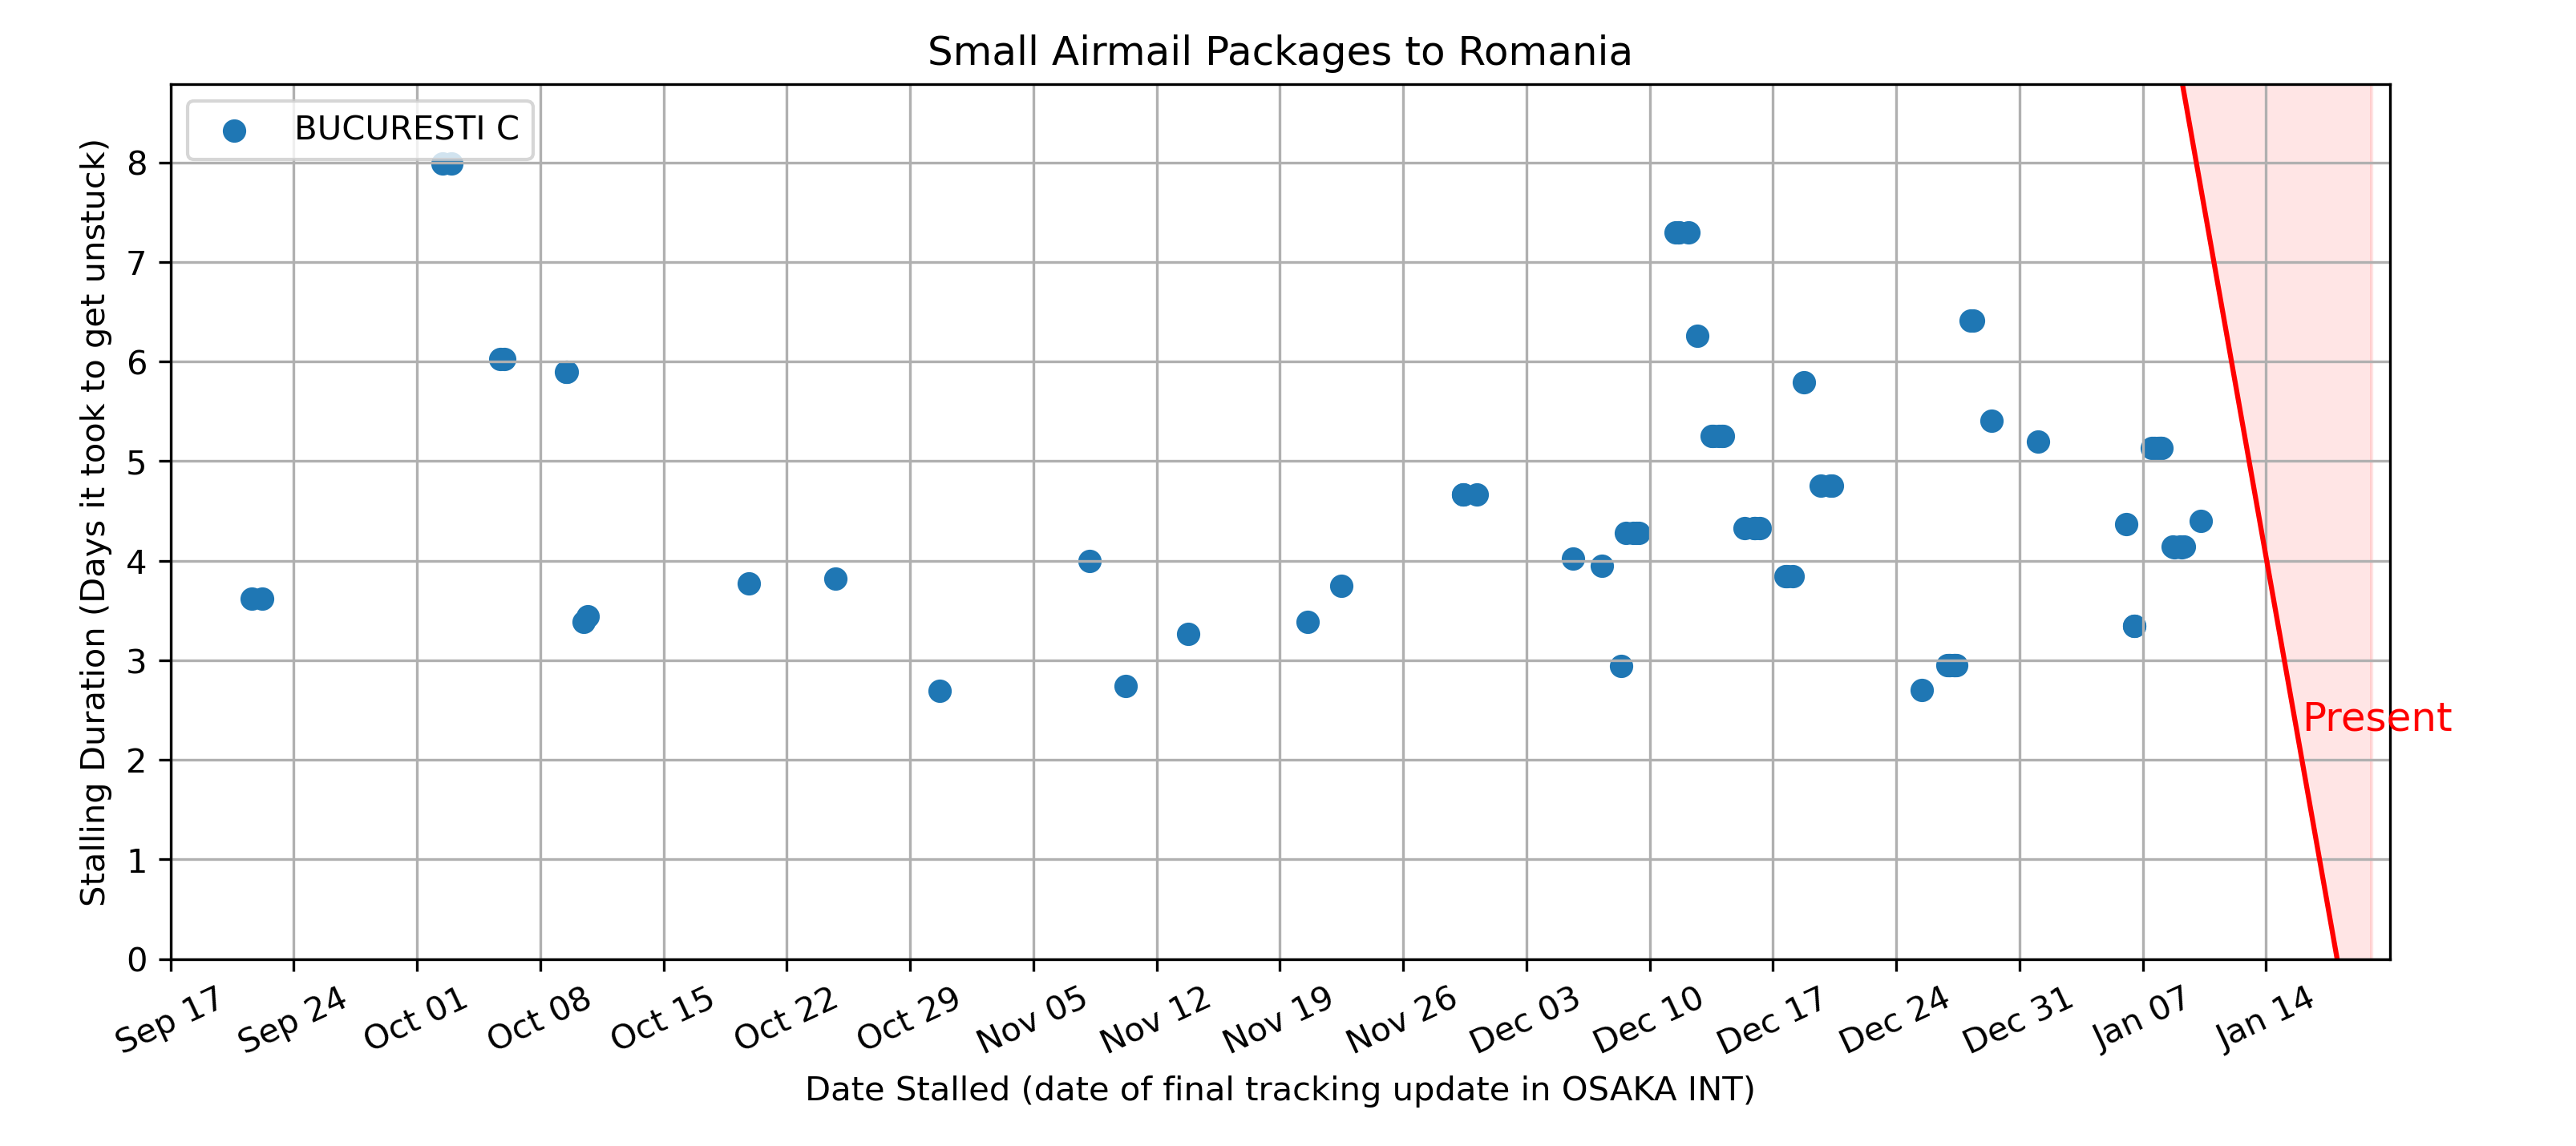 Small Airmail Packages to Romania
BUCURESTI C
Stalling Duration (Days it took to get unstuck)
8
7
6
5
4
3
2
1
0
Present
Sep 17 Sep 24 Oct 01 Oct 08 Oct 15 Oct 22 Oct 29 Nov 05 Nov 12 Nov 19 Nov 26 Dec 03 Dec 10 Dec 17 Dec 24 Dec 31 Jan 07 Jan 14
Date Stalled (date of final tracking update in OSAKA INT)